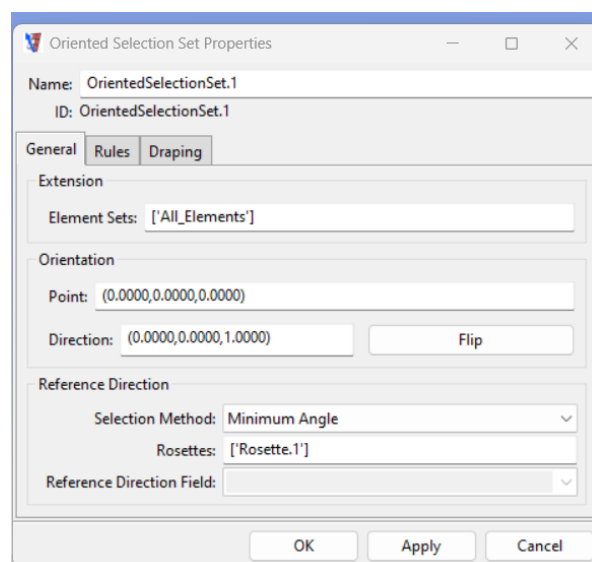 Oriented Selection Set Properties
Name: OrientedSelectionSet.1
ID: OrientedSelectionSet.1
General Rules Draping
Extension
Element Sets: ['All_Elements']
Orientation
Point: (0.0000,0.0000,0.0000)
Direction: (0.0000,0.0000,1.0000) Flip
Reference Direction
Selection Method: Minimum Angle
Rosettes: ['Rosette.1']
Reference Direction Field:
OK Apply Cancel